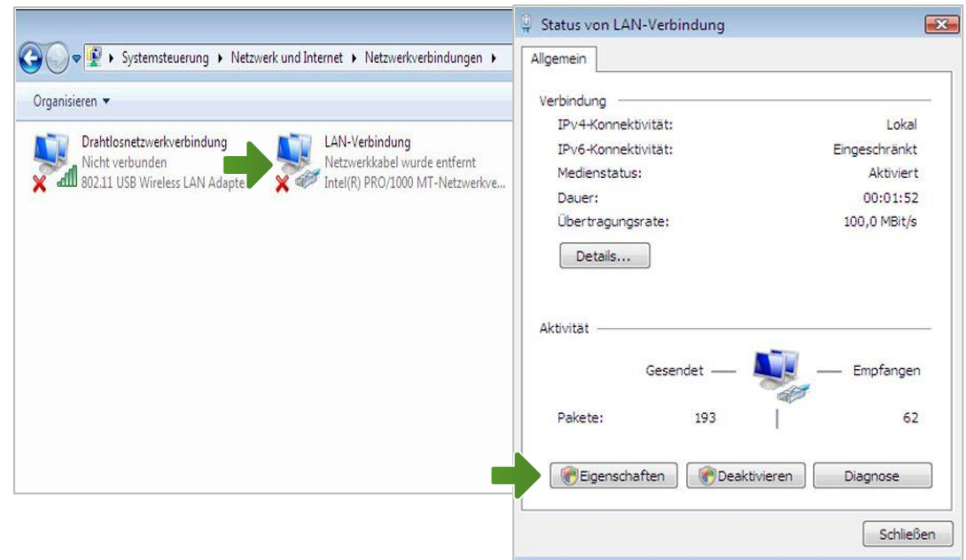 Systemsteuerung ▸ Netzwerk und Internet ▸ Netzwerkverbindungen ▸
Organisieren ▾
Drahtlosnetzwerkverbindung
Nicht verbunden
802.11 USB Wireless LAN Adapte
LAN-Verbindung
Netzwerkkabel wurde entfernt
Intel(R) PRO/1000 MT-Netzwerkve...
Status von LAN-Verbindung
Allgemein
Verbindung
IPv4-Konnektivität: Lokal
IPv6-Konnektivität: Eingeschränkt
Medienstatus: Aktiviert
Dauer: 00:01:52
Übertragungsrate: 100,0 MBit/s
Details...
Aktivität
Gesendet — — Empfangen
Pakete: 193 | 62
Eigenschaften Deaktivieren Diagnose
Schließen